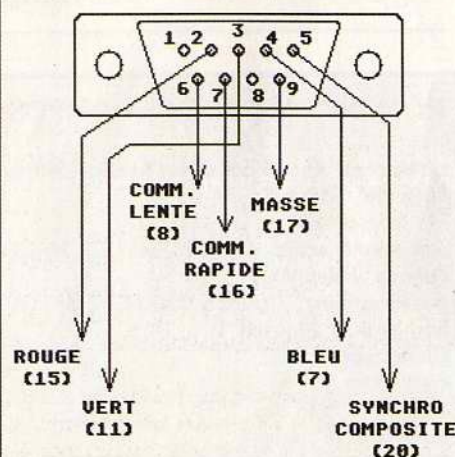 1 2 3 4 5
6 7 8 9
COMM.
LENTE
(8)
MASSE
(17)
COMM.
RAPIDE
(16)
ROUGE
(15)
BLEU
(7)
VERT
(11)
SYNCHRO
COMPOSITE
(20)